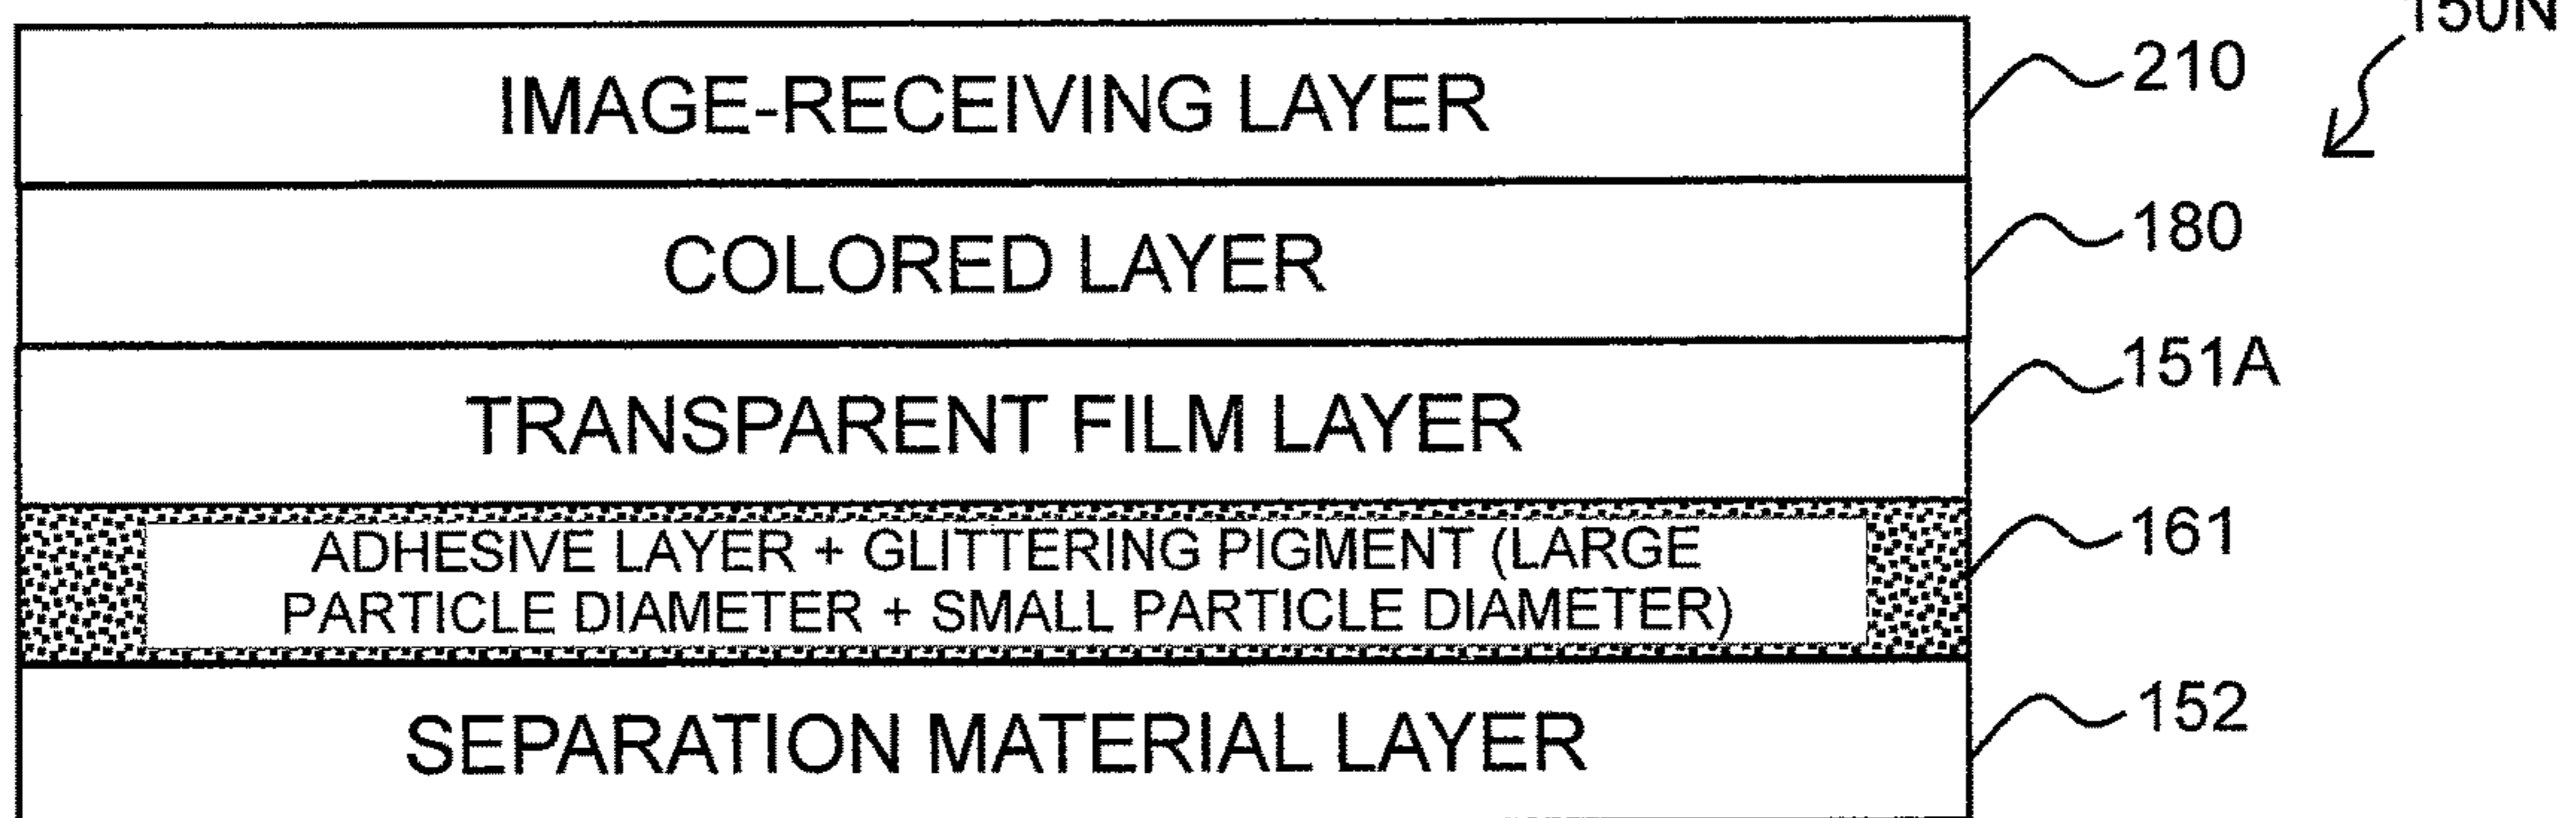 150N
IMAGE-RECEIVING LAYER
210
COLORED LAYER
180
TRANSPARENT FILM LAYER
151A
ADHESIVE LAYER + GLITTERING PIGMENT (LARGE
PARTICLE DIAMETER + SMALL PARTICLE DIAMETER)
161
SEPARATION MATERIAL LAYER
152